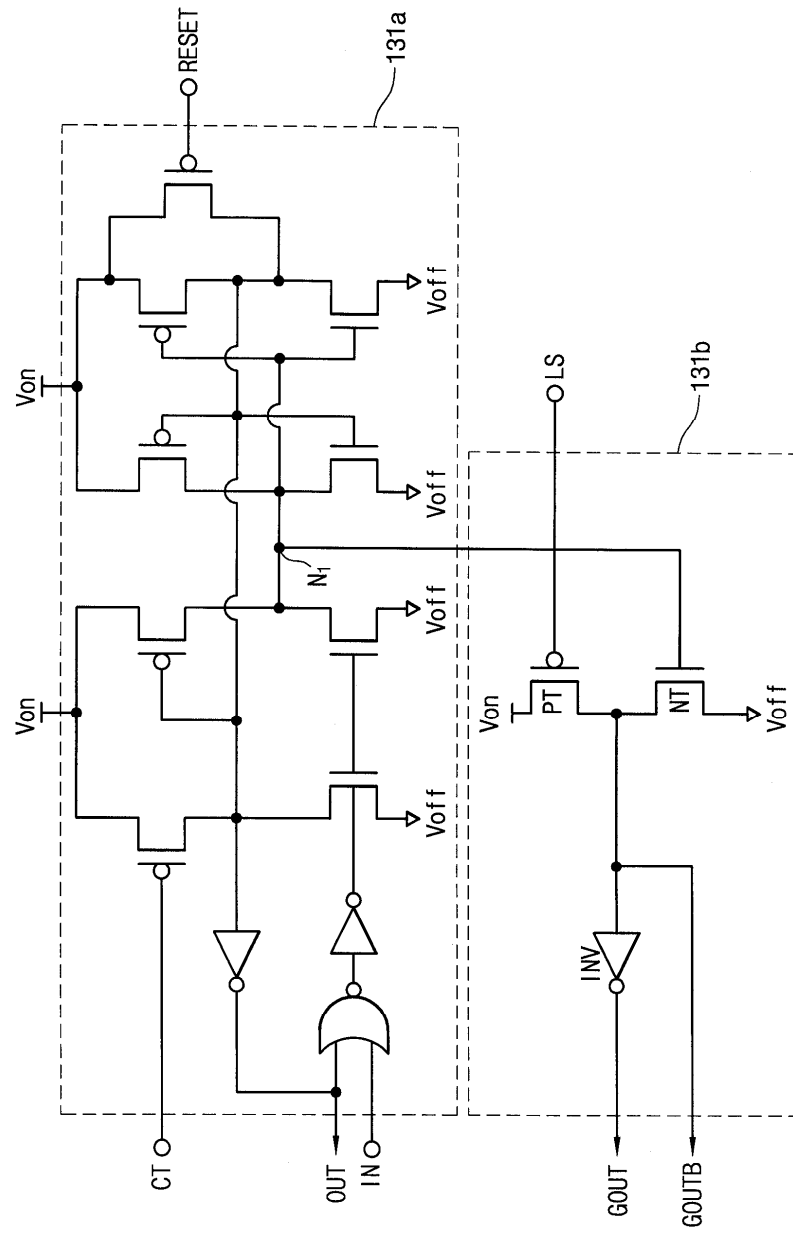 Von
Von
RESET
131a
CT
OUT
IN
N1
Voff
Voff
Voff
Voff
LS
131b
Von
PT
NT
Voff
INV
GOUT
GOUTB